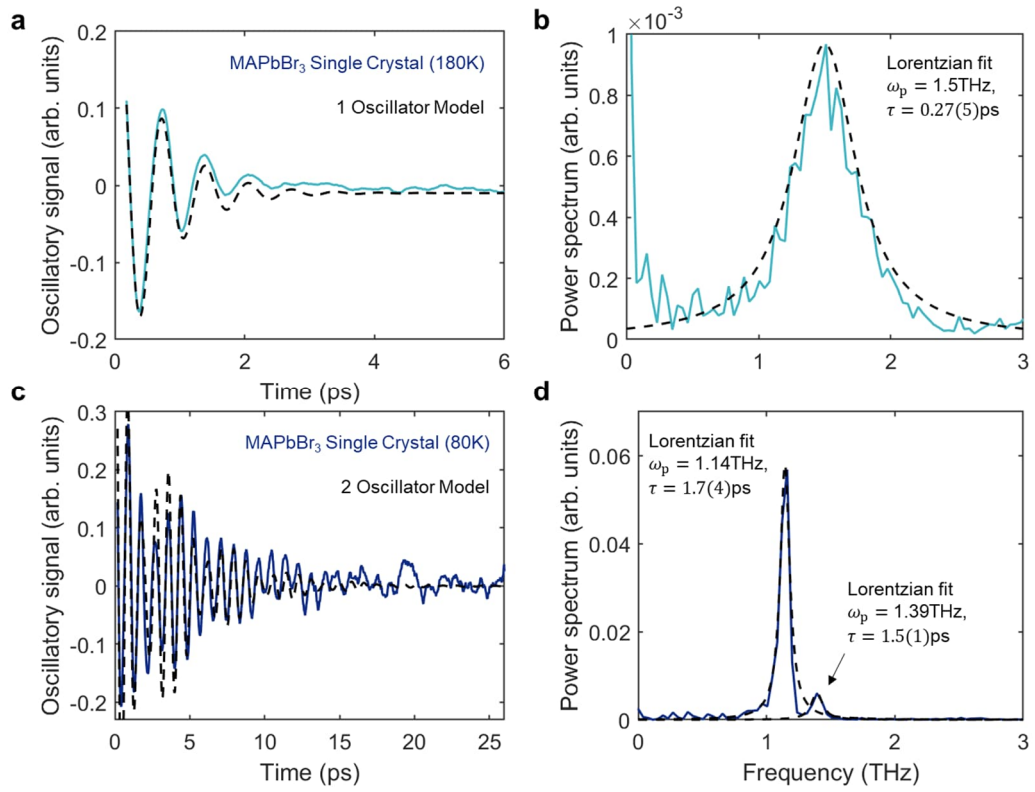 a
0.2
0.1
0
-0.1
-0.2
Oscillatory signal (arb. units)
MAPbBr₃ Single Crystal (180K)
1 Oscillator Model
0
2
4
6
Time (ps)
b
×10⁻³
1
0.8
0.6
0.4
0.2
0
Power spectrum (arb. units)
Lorentzian fit
ωₚ = 1.5THz,
τ = 0.27(5)ps
0
1
2
3
c
0.3
0.2
0.1
0
-0.1
-0.2
Oscillatory signal (arb. units)
MAPbBr₃ Single Crystal (80K)
2 Oscillator Model
0
5
10
15
20
25
Time (ps)
d
0.06
0.04
0.02
0
Power spectrum (arb. units)
Lorentzian fit
ωₚ = 1.14THz,
τ = 1.7(4)ps
Lorentzian fit
ωₚ = 1.39THz,
τ = 1.5(1)ps
0
1
2
3
Frequency (THz)